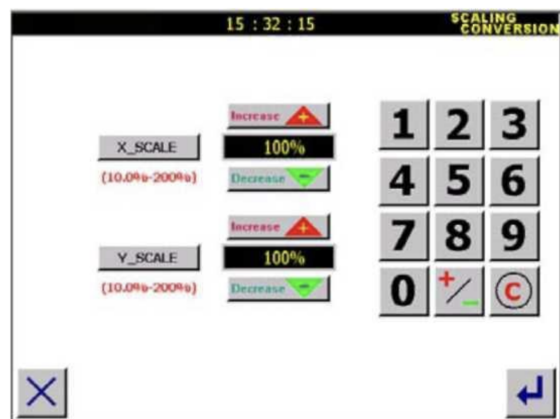 15 : 32 : 15
SCALING
CONVERSION
Increase +
X_SCALE
100%
(10.0%-200%)
Decrease -
Increase +
Y_SCALE
100%
(10.0%-200%)
Decrease -
1 2 3
4 5 6
7 8 9
0 +/- C